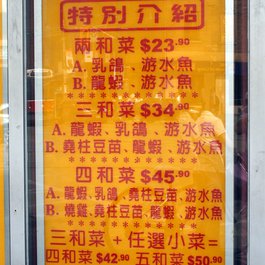 特別介紹
兩和菜 $23.90
A. 乳鴿、游水魚
B. 龍蝦、游水魚
**************
三和菜 $34.90
A. 龍蝦、乳鴿、游水魚
B. 堯柱豆苗、龍蝦、游水魚
**************
四和菜 $45.90
A. 龍蝦、乳鴿、堯柱豆苗、游水魚
B. 燒雞、堯柱豆苗、龍蝦、游水魚
三和菜 + 任選小菜=
四和菜 $42.90 五和菜 $50.90